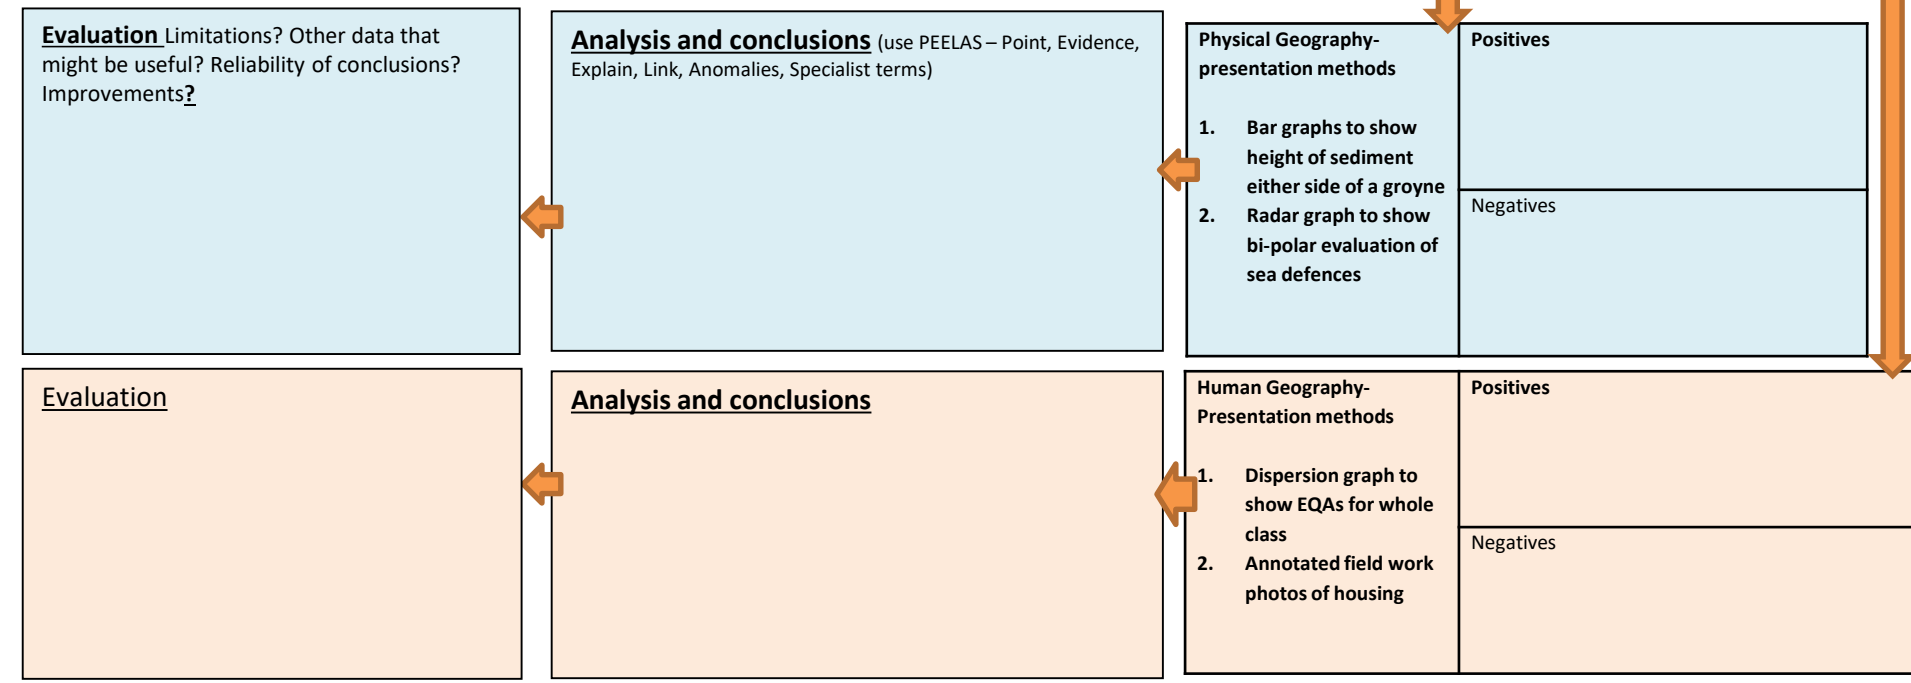 Evaluation Limitations? Other data that
might be useful? Reliability of conclusions?
Improvements?
Analysis and conclusions (use PEELAS – Point, Evidence,
Explain, Link, Anomalies, Specialist terms)
Physical Geography-
presentation methods
1. Bar graphs to show
height of sediment
either side of a groyne
2. Radar graph to show
bi-polar evaluation of
sea defences
Positives
Negatives
Evaluation
Analysis and conclusions
Human Geography-
Presentation methods
1. Dispersion graph to
show EQAs for whole
class
2. Annotated field work
photos of housing
Positives
Negatives